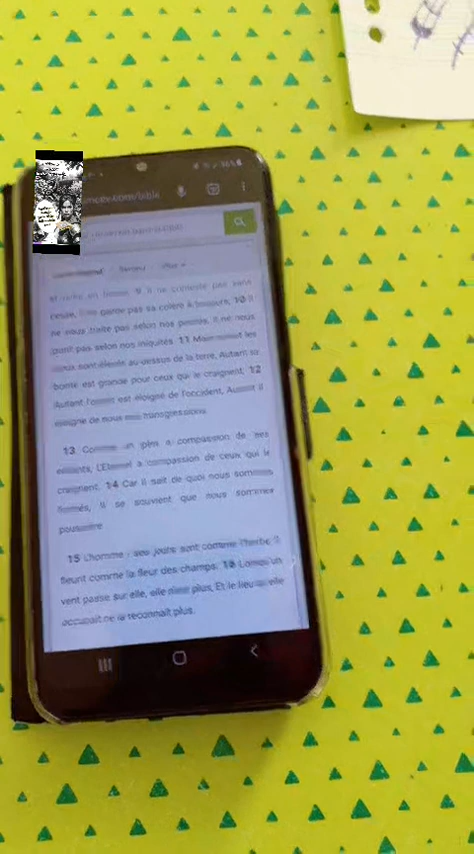 36%
.com/bible
Plus
9 Il ne conteste pas sans
cesse, Il ne garde pas sa colère à toujours; 10 Il
ne nous traite pas selon nos péchés, Il ne nous
punit pas selon nos iniquités. 11 Mais autant les
cieux sont élevés au-dessus de la terre, Autant sa
bonté est grande pour ceux qui le craignent; 12
Autant l'orient est éloigné de l'occident, Autant il
éloigne de nous nos transgressions.
13 Comme un père a compassion de ses
enfants, L'Éternel a compassion de ceux qui le
craignent. 14 Car il sait de quoi nous sommes
formés, Il se souvient que nous sommes
poussière.
15 L'homme ! ses jours sont comme l'herbe, Il
fleurit comme la fleur des champs. 16 Lorsqu'un
vent passe sur elle, elle n'est plus, Et le lieu qu'elle
occupait ne la reconnaît plus.